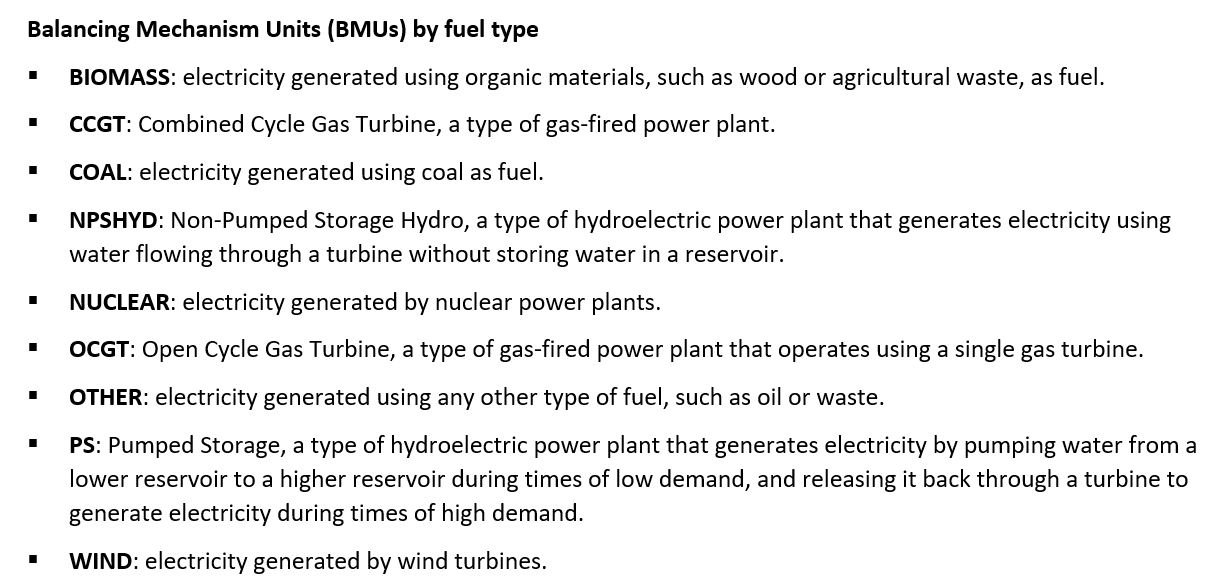 Balancing Mechanism Units (BMUs) by fuel type
▪ BIOMASS: electricity generated using organic materials, such as wood or agricultural waste, as fuel.
▪ CCGT: Combined Cycle Gas Turbine, a type of gas-fired power plant.
▪ COAL: electricity generated using coal as fuel.
▪ NPSHYD: Non-Pumped Storage Hydro, a type of hydroelectric power plant that generates electricity using
water flowing through a turbine without storing water in a reservoir.
▪ NUCLEAR: electricity generated by nuclear power plants.
▪ OCGT: Open Cycle Gas Turbine, a type of gas-fired power plant that operates using a single gas turbine.
▪ OTHER: electricity generated using any other type of fuel, such as oil or waste.
▪ PS: Pumped Storage, a type of hydroelectric power plant that generates electricity by pumping water from a
lower reservoir to a higher reservoir during times of low demand, and releasing it back through a turbine to
generate electricity during times of high demand.
▪ WIND: electricity generated by wind turbines.